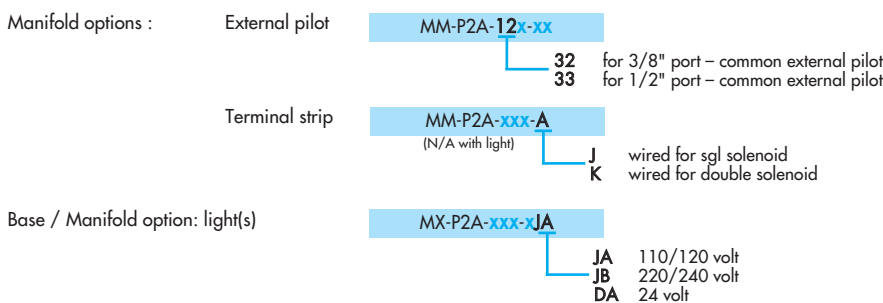 Manifold options : External pilot MM-P2A-12x-xx
32 for 3/8" port – common external pilot
33 for 1/2" port – common external pilot
Terminal strip MM-P2A-xxx-A
(N/A with light)
J wired for sgl solenoid
K wired for double solenoid
Base / Manifold option: light(s) MX-P2A-xxx-xJA
JA 110/120 volt
JB 220/240 volt
DA 24 volt